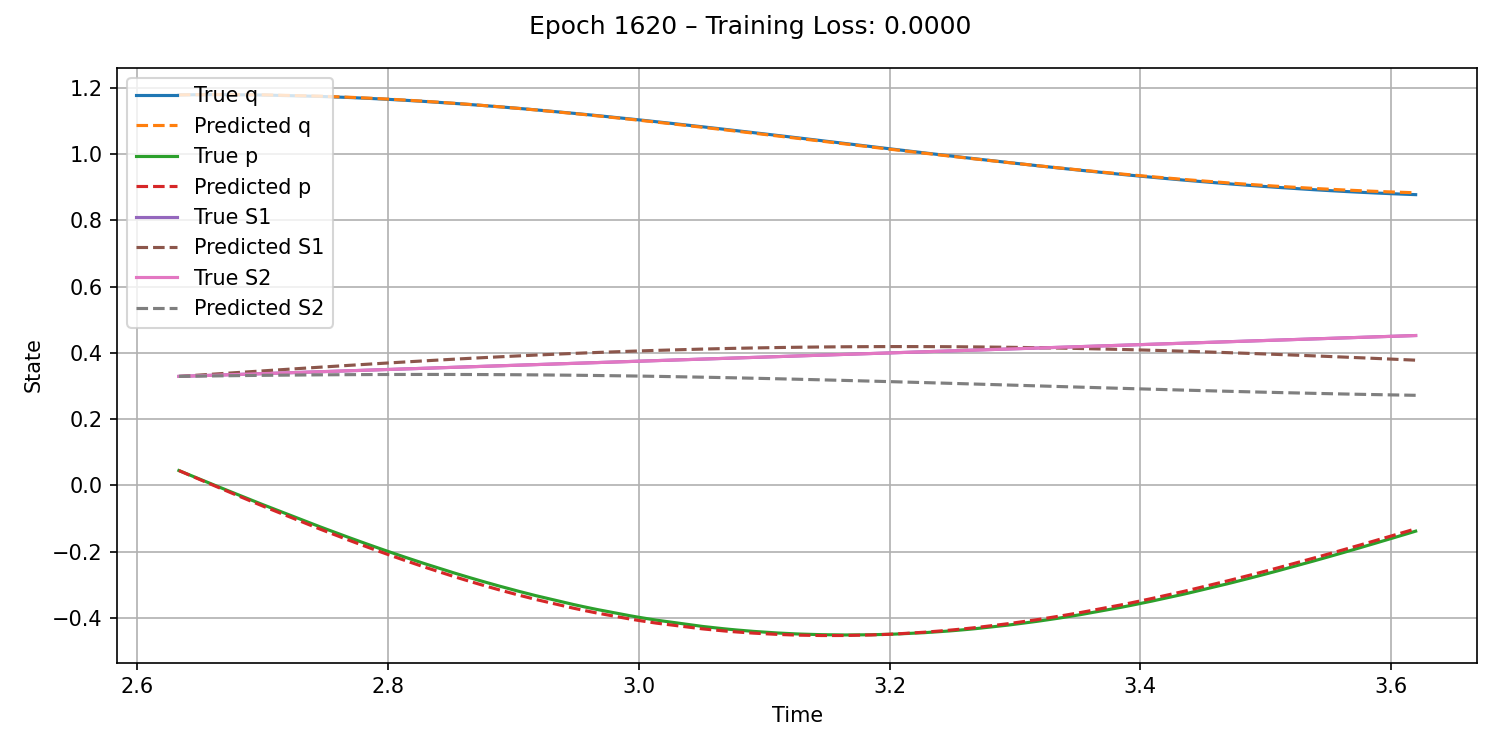 Epoch 1620 – Training Loss: 0.0000
1.2
1.0
0.8
0.6
0.4
0.2
0.0
−0.2
−0.4
State
True q
Predicted q
True p
Predicted p
True S1
Predicted S1
True S2
Predicted S2
2.6 2.8 3.0 3.2 3.4 3.6
Time